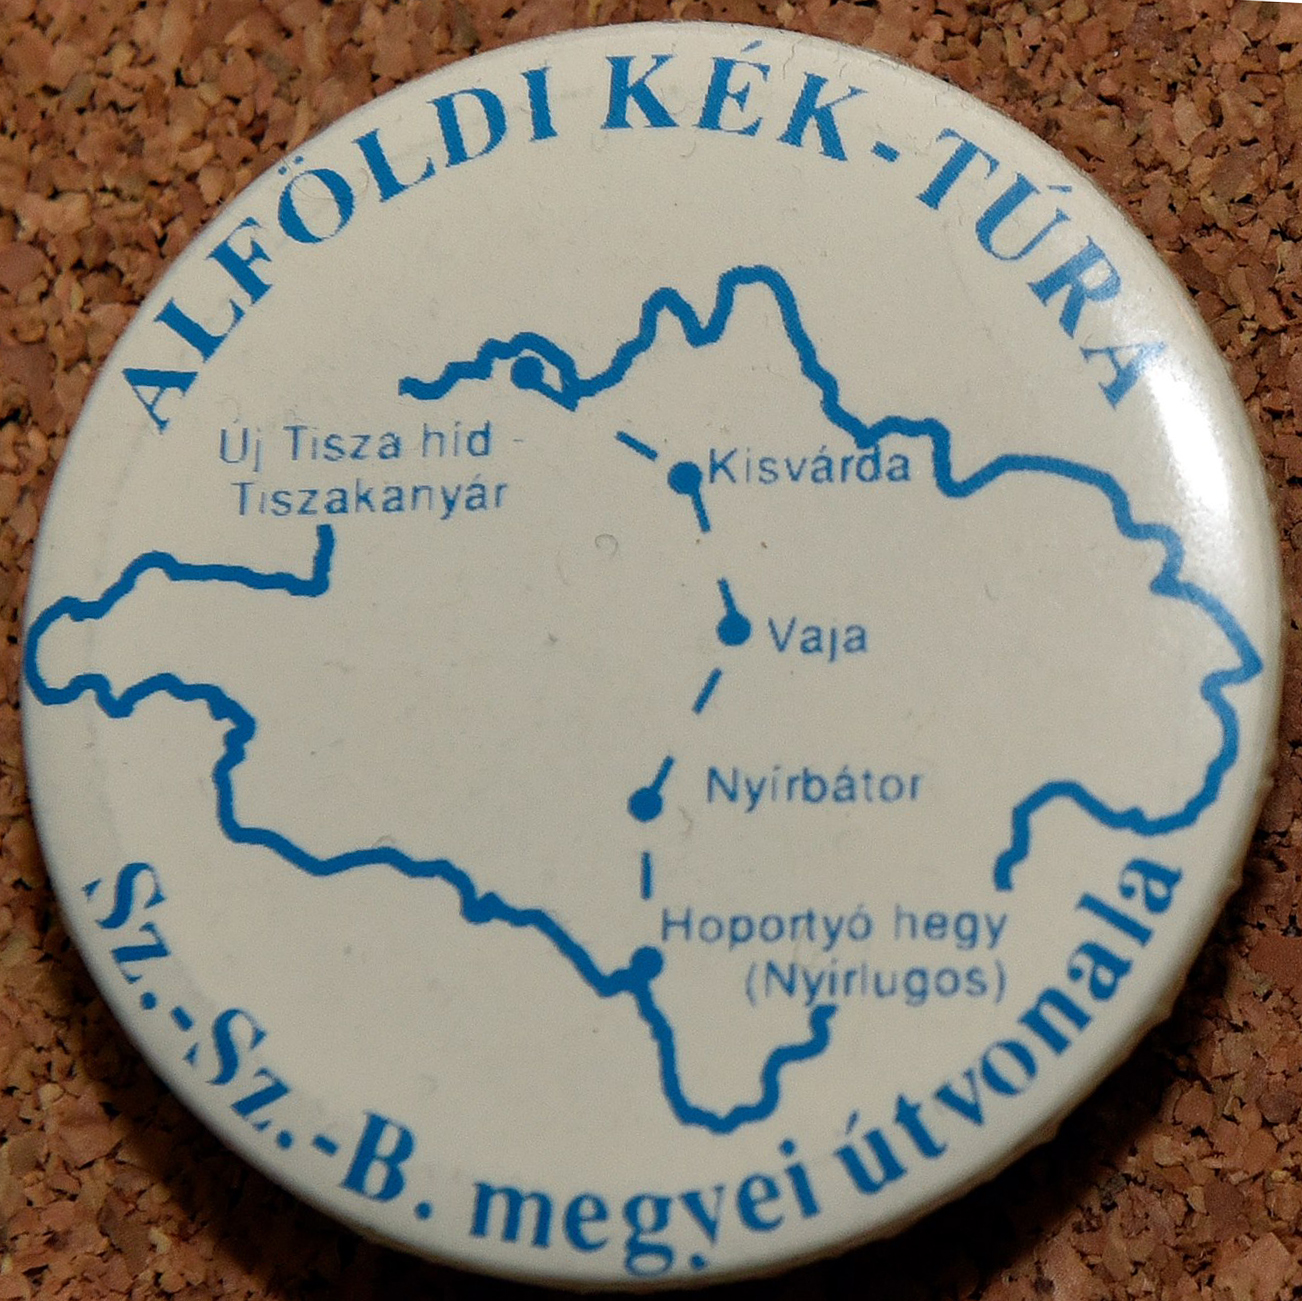 ALFÖLDI KÉK-TÚRA
Új Tisza híd -
Tiszakanyár
Kisvárda
Vaja
Nyírbátor
Hoportyó hegy
(Nyírlugos)
Sz.-Sz.-B. megyei útvonala